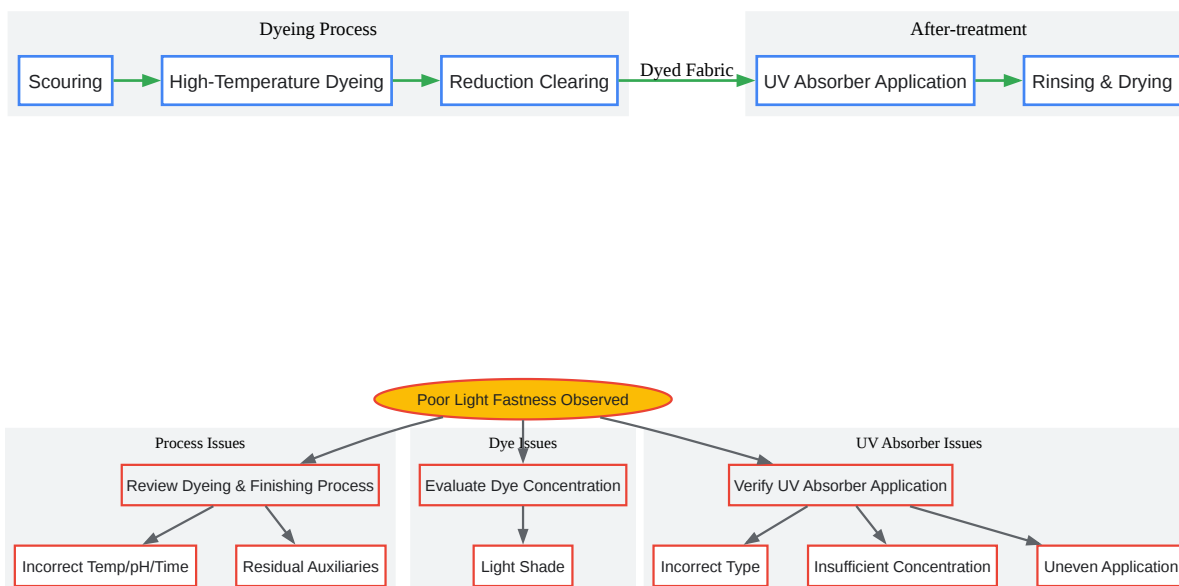 Dyeing Process
After-treatment
Scouring
High-Temperature Dyeing
Reduction Clearing
Dyed Fabric
UV Absorber Application
Rinsing & Drying
Poor Light Fastness Observed
Process Issues
Dye Issues
UV Absorber Issues
Review Dyeing & Finishing Process
Evaluate Dye Concentration
Verify UV Absorber Application
Incorrect Temp/pH/Time
Residual Auxiliaries
Light Shade
Incorrect Type
Insufficient Concentration
Uneven Application